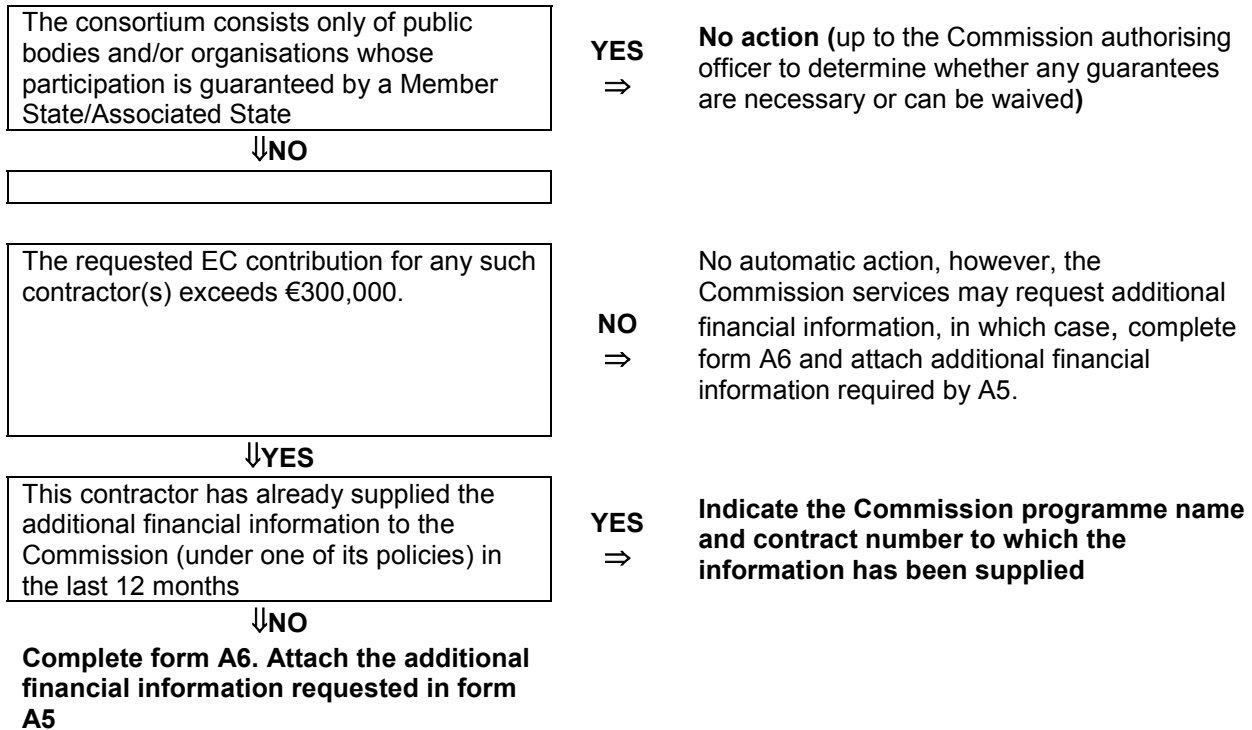 The consortium consists only of public
bodies and/or organisations whose
participation is guaranteed by a Member
State/Associated State
YES
⇒
No action (up to the Commission authorising
officer to determine whether any guarantees
are necessary or can be waived)
⇓NO
The requested EC contribution for any such
contractor(s) exceeds €300,000.
NO
⇒
No automatic action, however, the
Commission services may request additional
financial information, in which case, complete
form A6 and attach additional financial
information required by A5.
⇓YES
This contractor has already supplied the
additional financial information to the
Commission (under one of its policies) in
the last 12 months
YES
⇒
Indicate the Commission programme name
and contract number to which the
information has been supplied
⇓NO
Complete form A6. Attach the additional
financial information requested in form
A5